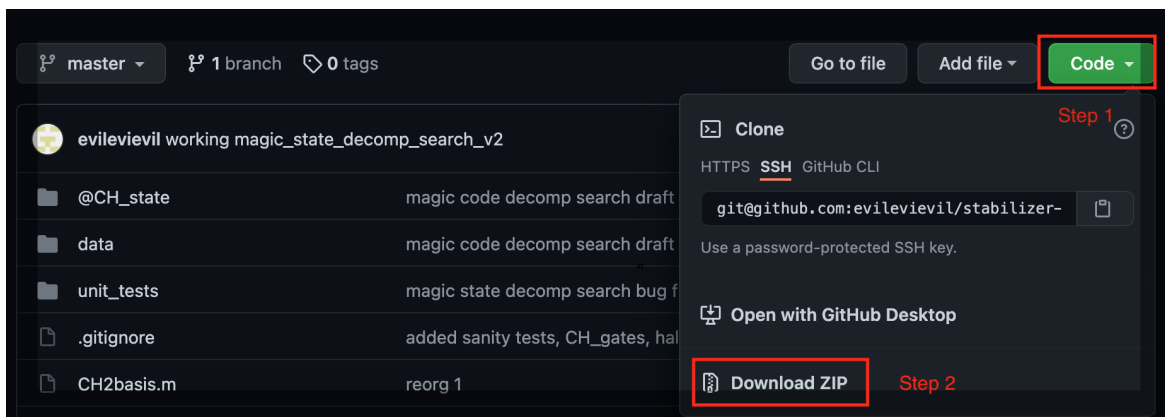 master 1 branch 0 tags Go to file Add file Code
Step 1
evilevievil working magic_state_decomp_search_v2
Clone
HTTPS SSH GitHub CLI
@CH_state magic code decomp search draft
git@github.com:evilevievil/stabilizer-
data magic code decomp search draft
Use a password-protected SSH key.
unit_tests magic state decomp search bug f
Open with GitHub Desktop
.gitignore added sanity tests, CH_gates, hal
CH2basis.m reorg 1
Download ZIP Step 2